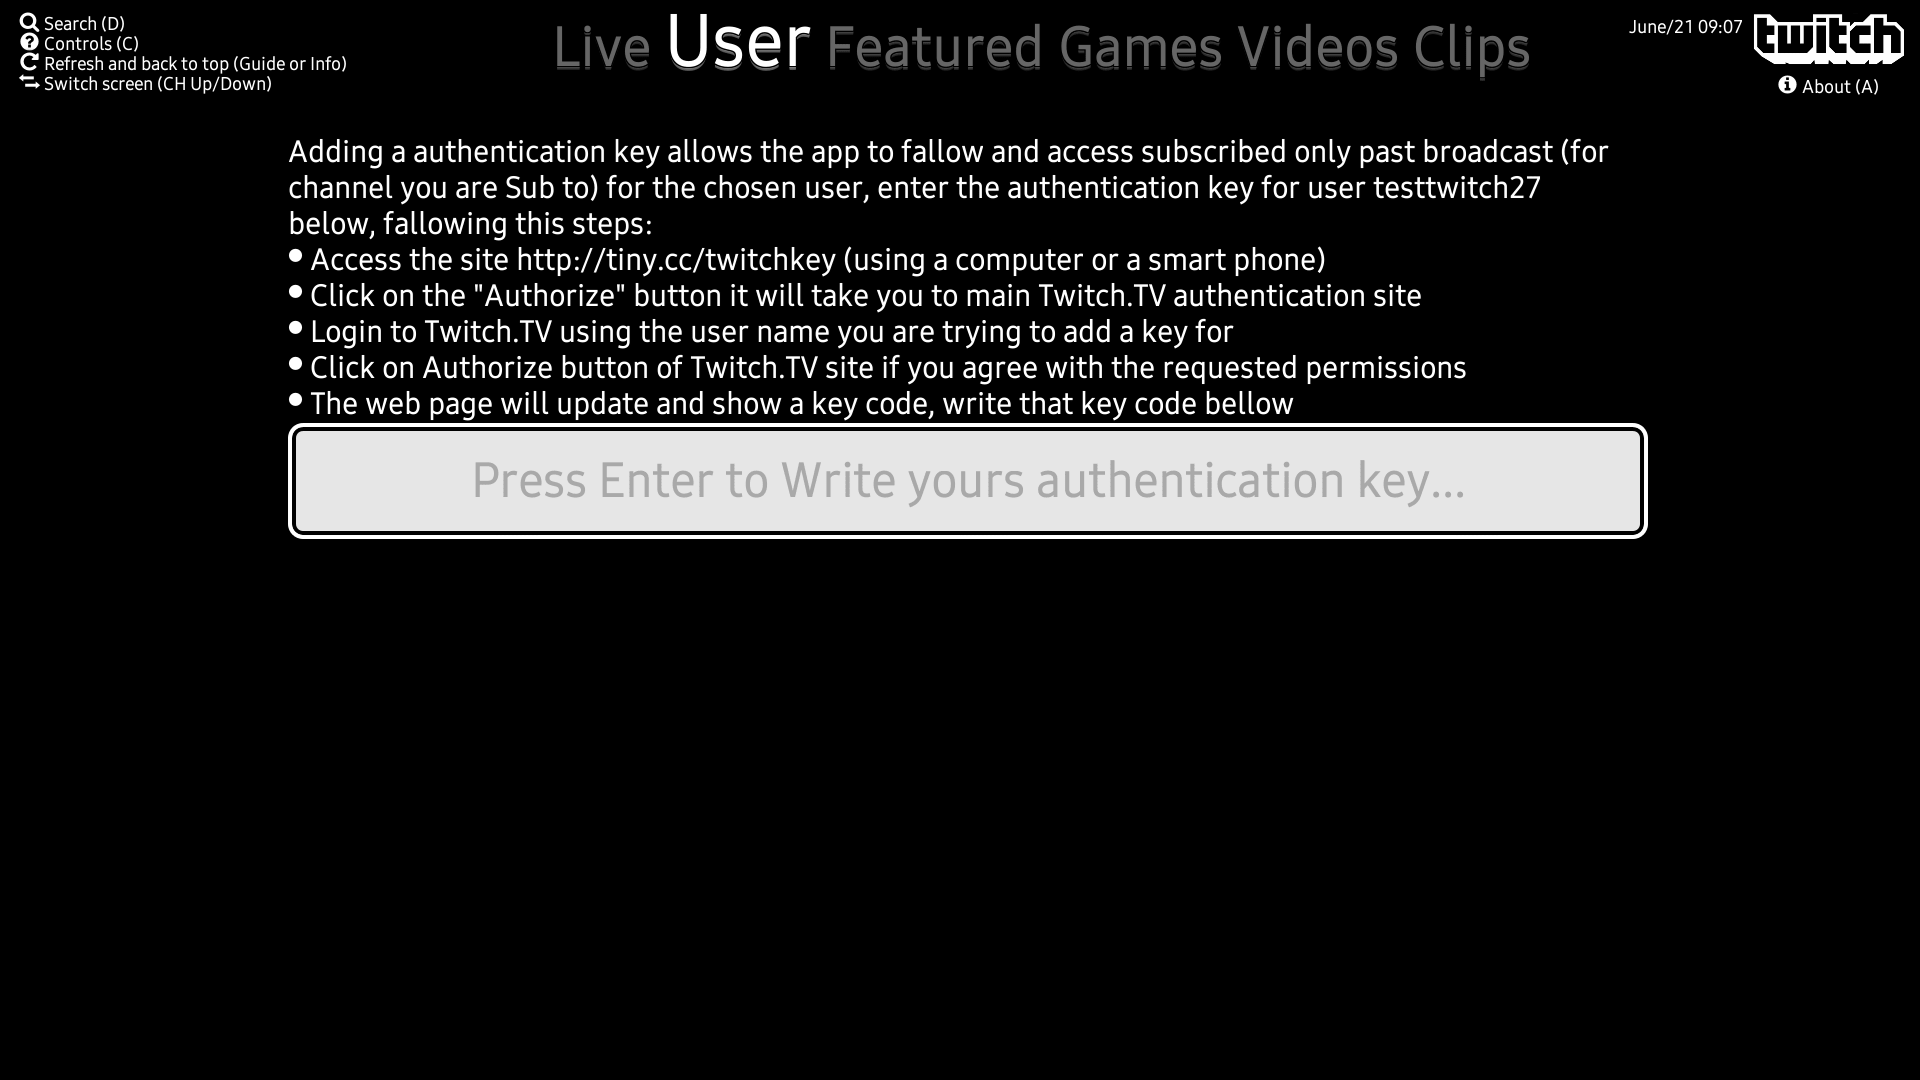 Search (D)
Controls (C)
Refresh and back to top (Guide or Info)
Switch screen (CH Up/Down)
Live User Featured Games Videos Clips
June/21 09:07
twitch
About (A)
Adding a authentication key allows the app to fallow and access subscribed only past broadcast (for
channel you are Sub to) for the chosen user, enter the authentication key for user testtwitch27
below, fallowing this steps:
● Access the site http://tiny.cc/twitchkey (using a computer or a smart phone)
● Click on the "Authorize" button it will take you to main Twitch.TV authentication site
● Login to Twitch.TV using the user name you are trying to add a key for
● Click on Authorize button of Twitch.TV site if you agree with the requested permissions
● The web page will update and show a key code, write that key code bellow
Press Enter to Write yours authentication key...